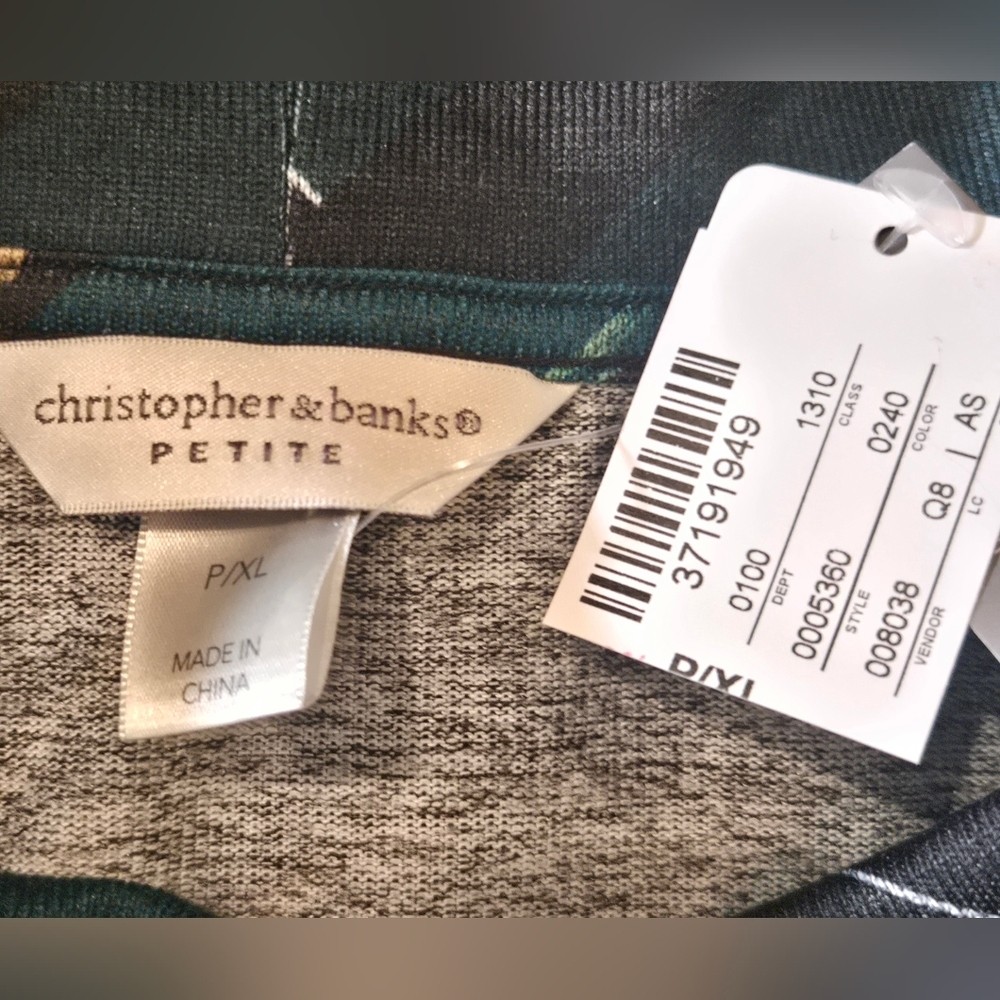 christopher & banks®
PETITE
P/XL
MADE IN
CHINA
37191949
0100 1310
DEPT CLASS
0005360 0240
STYLE COLOR
008038 Q8 AS
VENDOR LC
P/XL